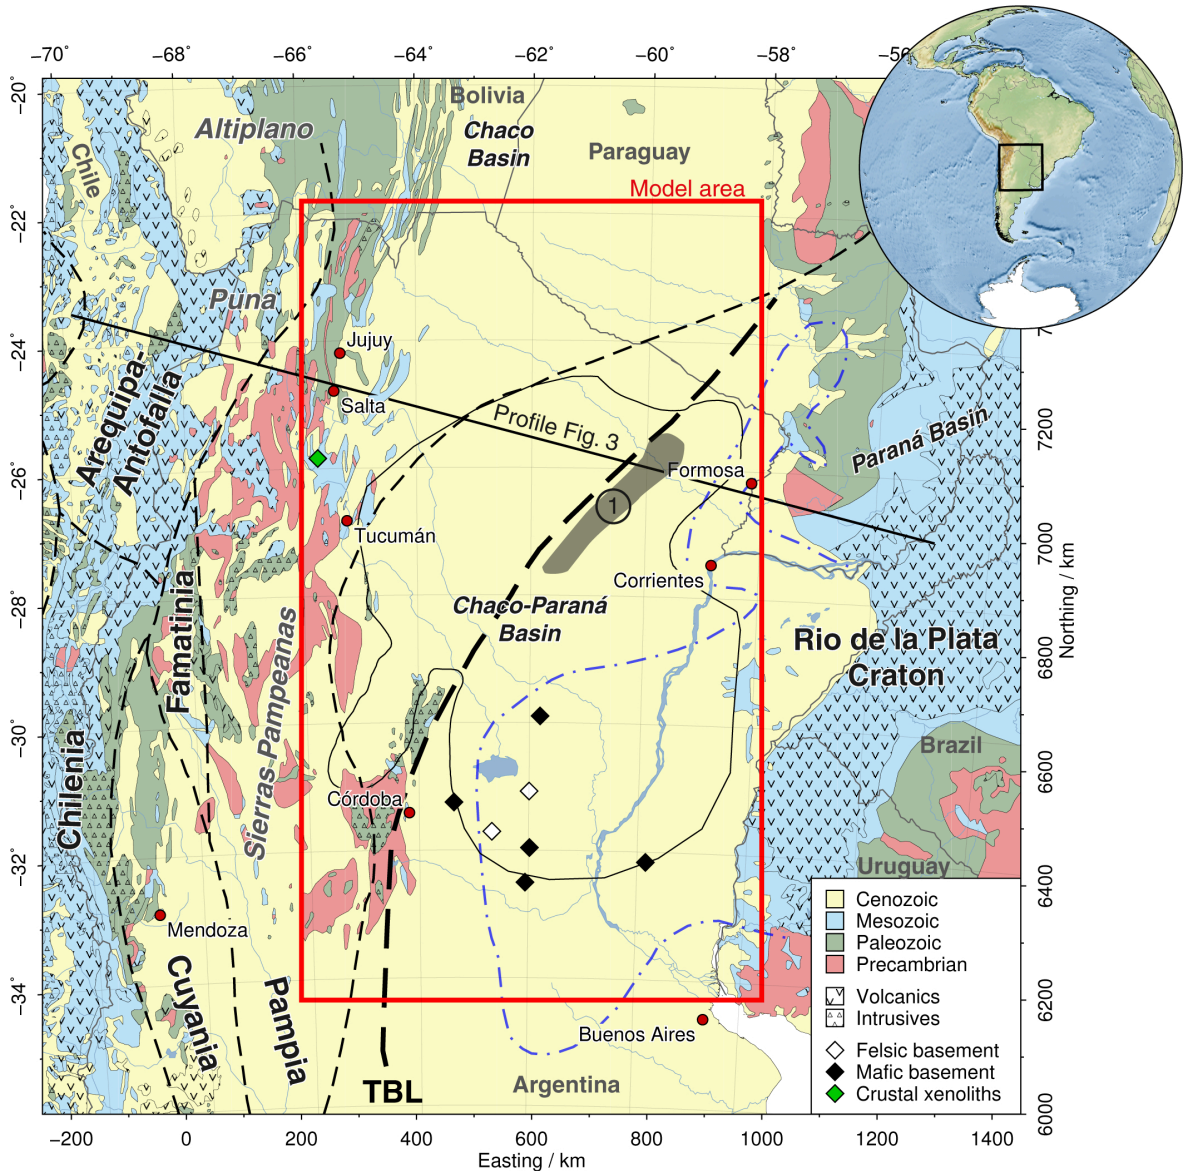 −70°
−68°
−66°
−64°
−62°
−60°
−58°
−56
−20°
−22°
−24°
−26°
−28°
−30°
−32°
−34°
Bolivia
Chaco
Basin
Altiplano
Chile
Paraguay
Model area
Puna
Jujuy
Salta
Arequipa-
Antofalla
Profile Fig. 3
Formosa
1
Paraná Basin
Tucumán
Corrientes
Chaco-Paraná
Basin
Famatinia
Sierras Pampeanas
Rio de la Plata
Craton
Chilenia
Córdoba
Brazil
Uruguay
Mendoza
Cuyania
Pampia
TBL
Buenos Aires
Argentina
Cenozoic
Mesozoic
Paleozoic
Precambrian
Volcanics
Intrusives
Felsic basement
Mafic basement
Crustal xenoliths
7200
7000
6800
6600
6400
6200
6000
Northing / km
−200
0
200
400
600
800
1000
1200
1400
Easting / km